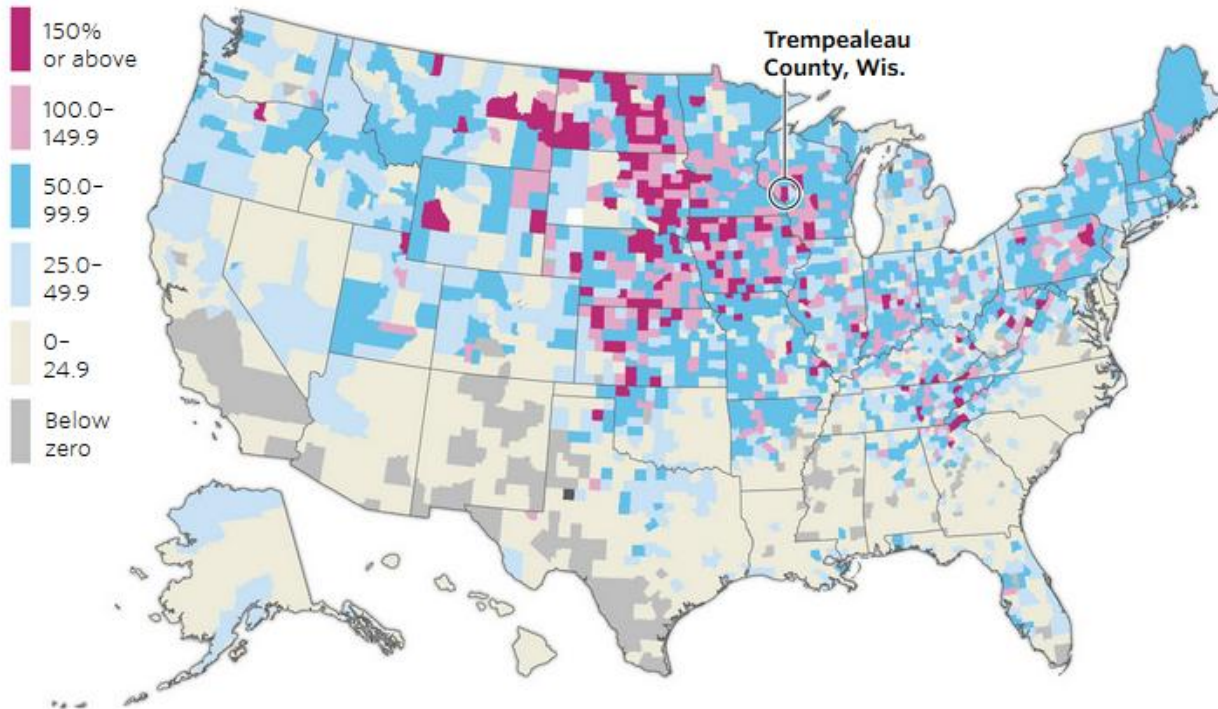 150%
or above
100.0–
149.9
50.0–
99.9
25.0–
49.9
0–
24.9
Below
zero
Trempealeau
County, Wis.